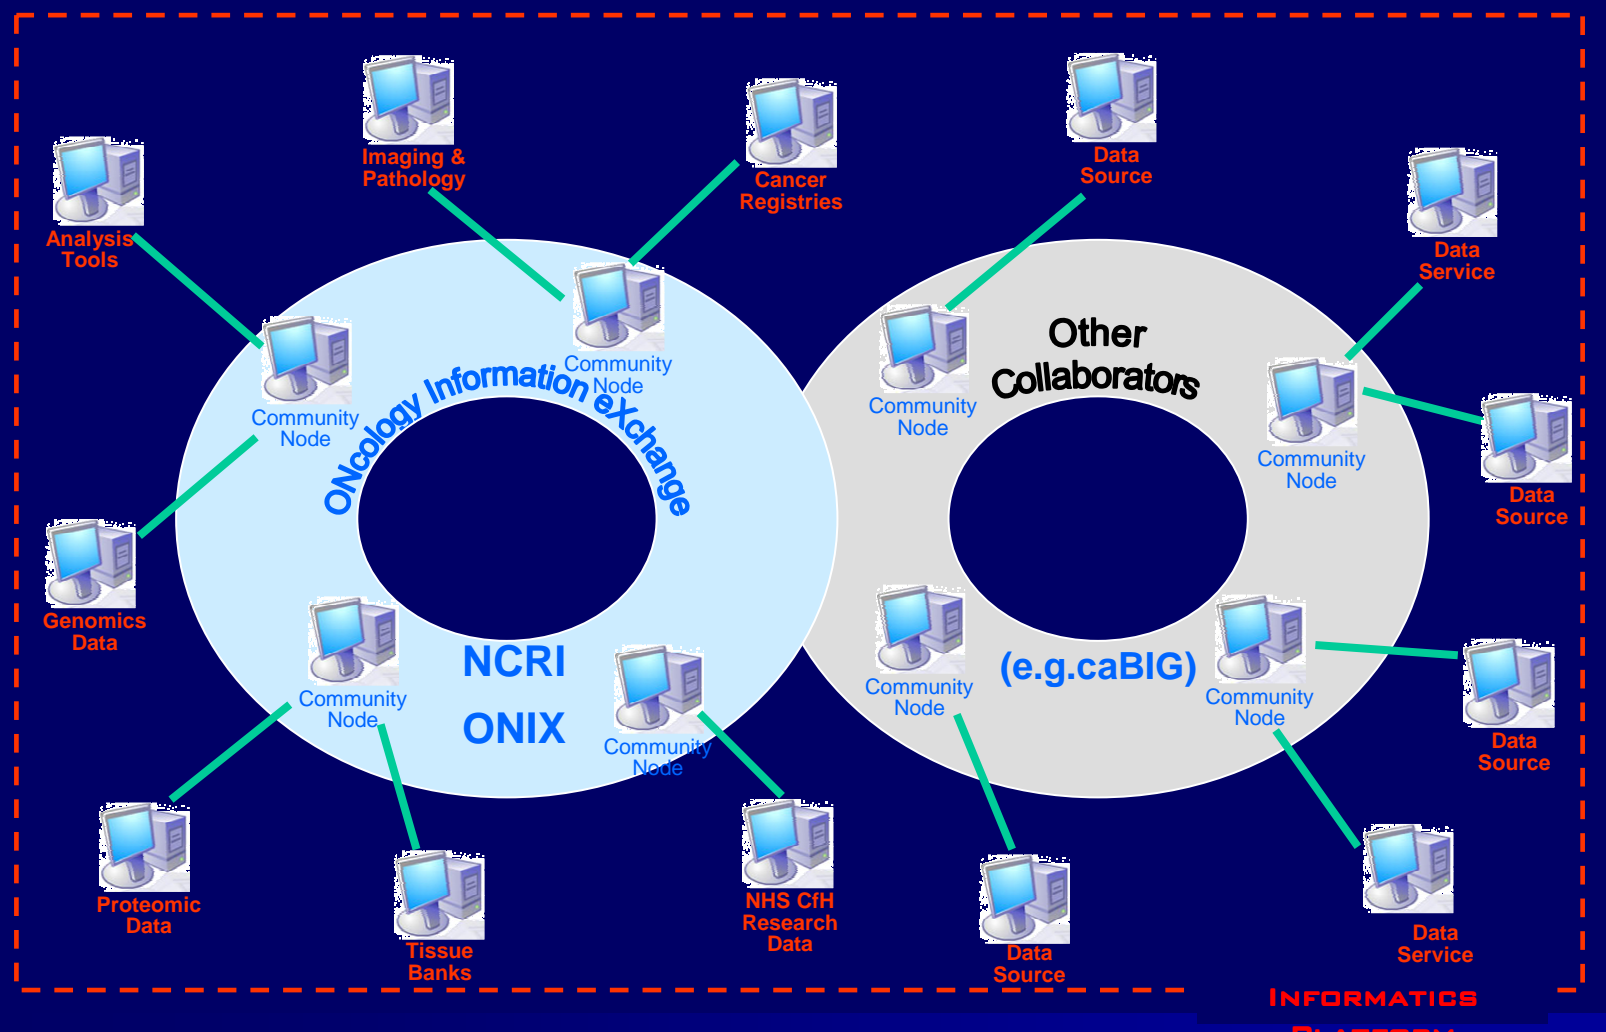 Imaging &
Pathology
Cancer
Registries
Data
Source
Data
Service
Analysis
Tools
Community
Node
Community
Node
ONcology Information eXchange
Other
Collaborators
Community
Node
Community
Node
Data
Source
Genomics
Data
Community
Node
NCRI
ONIX
Community
Node
Community
Node
(e.g.caBIG)
Community
Node
Data
Source
Proteomic
Data
Tissue
Banks
NHS CfH
Research
Data
Data
Source
Data
Service
INFORMATICS
PLATFORM